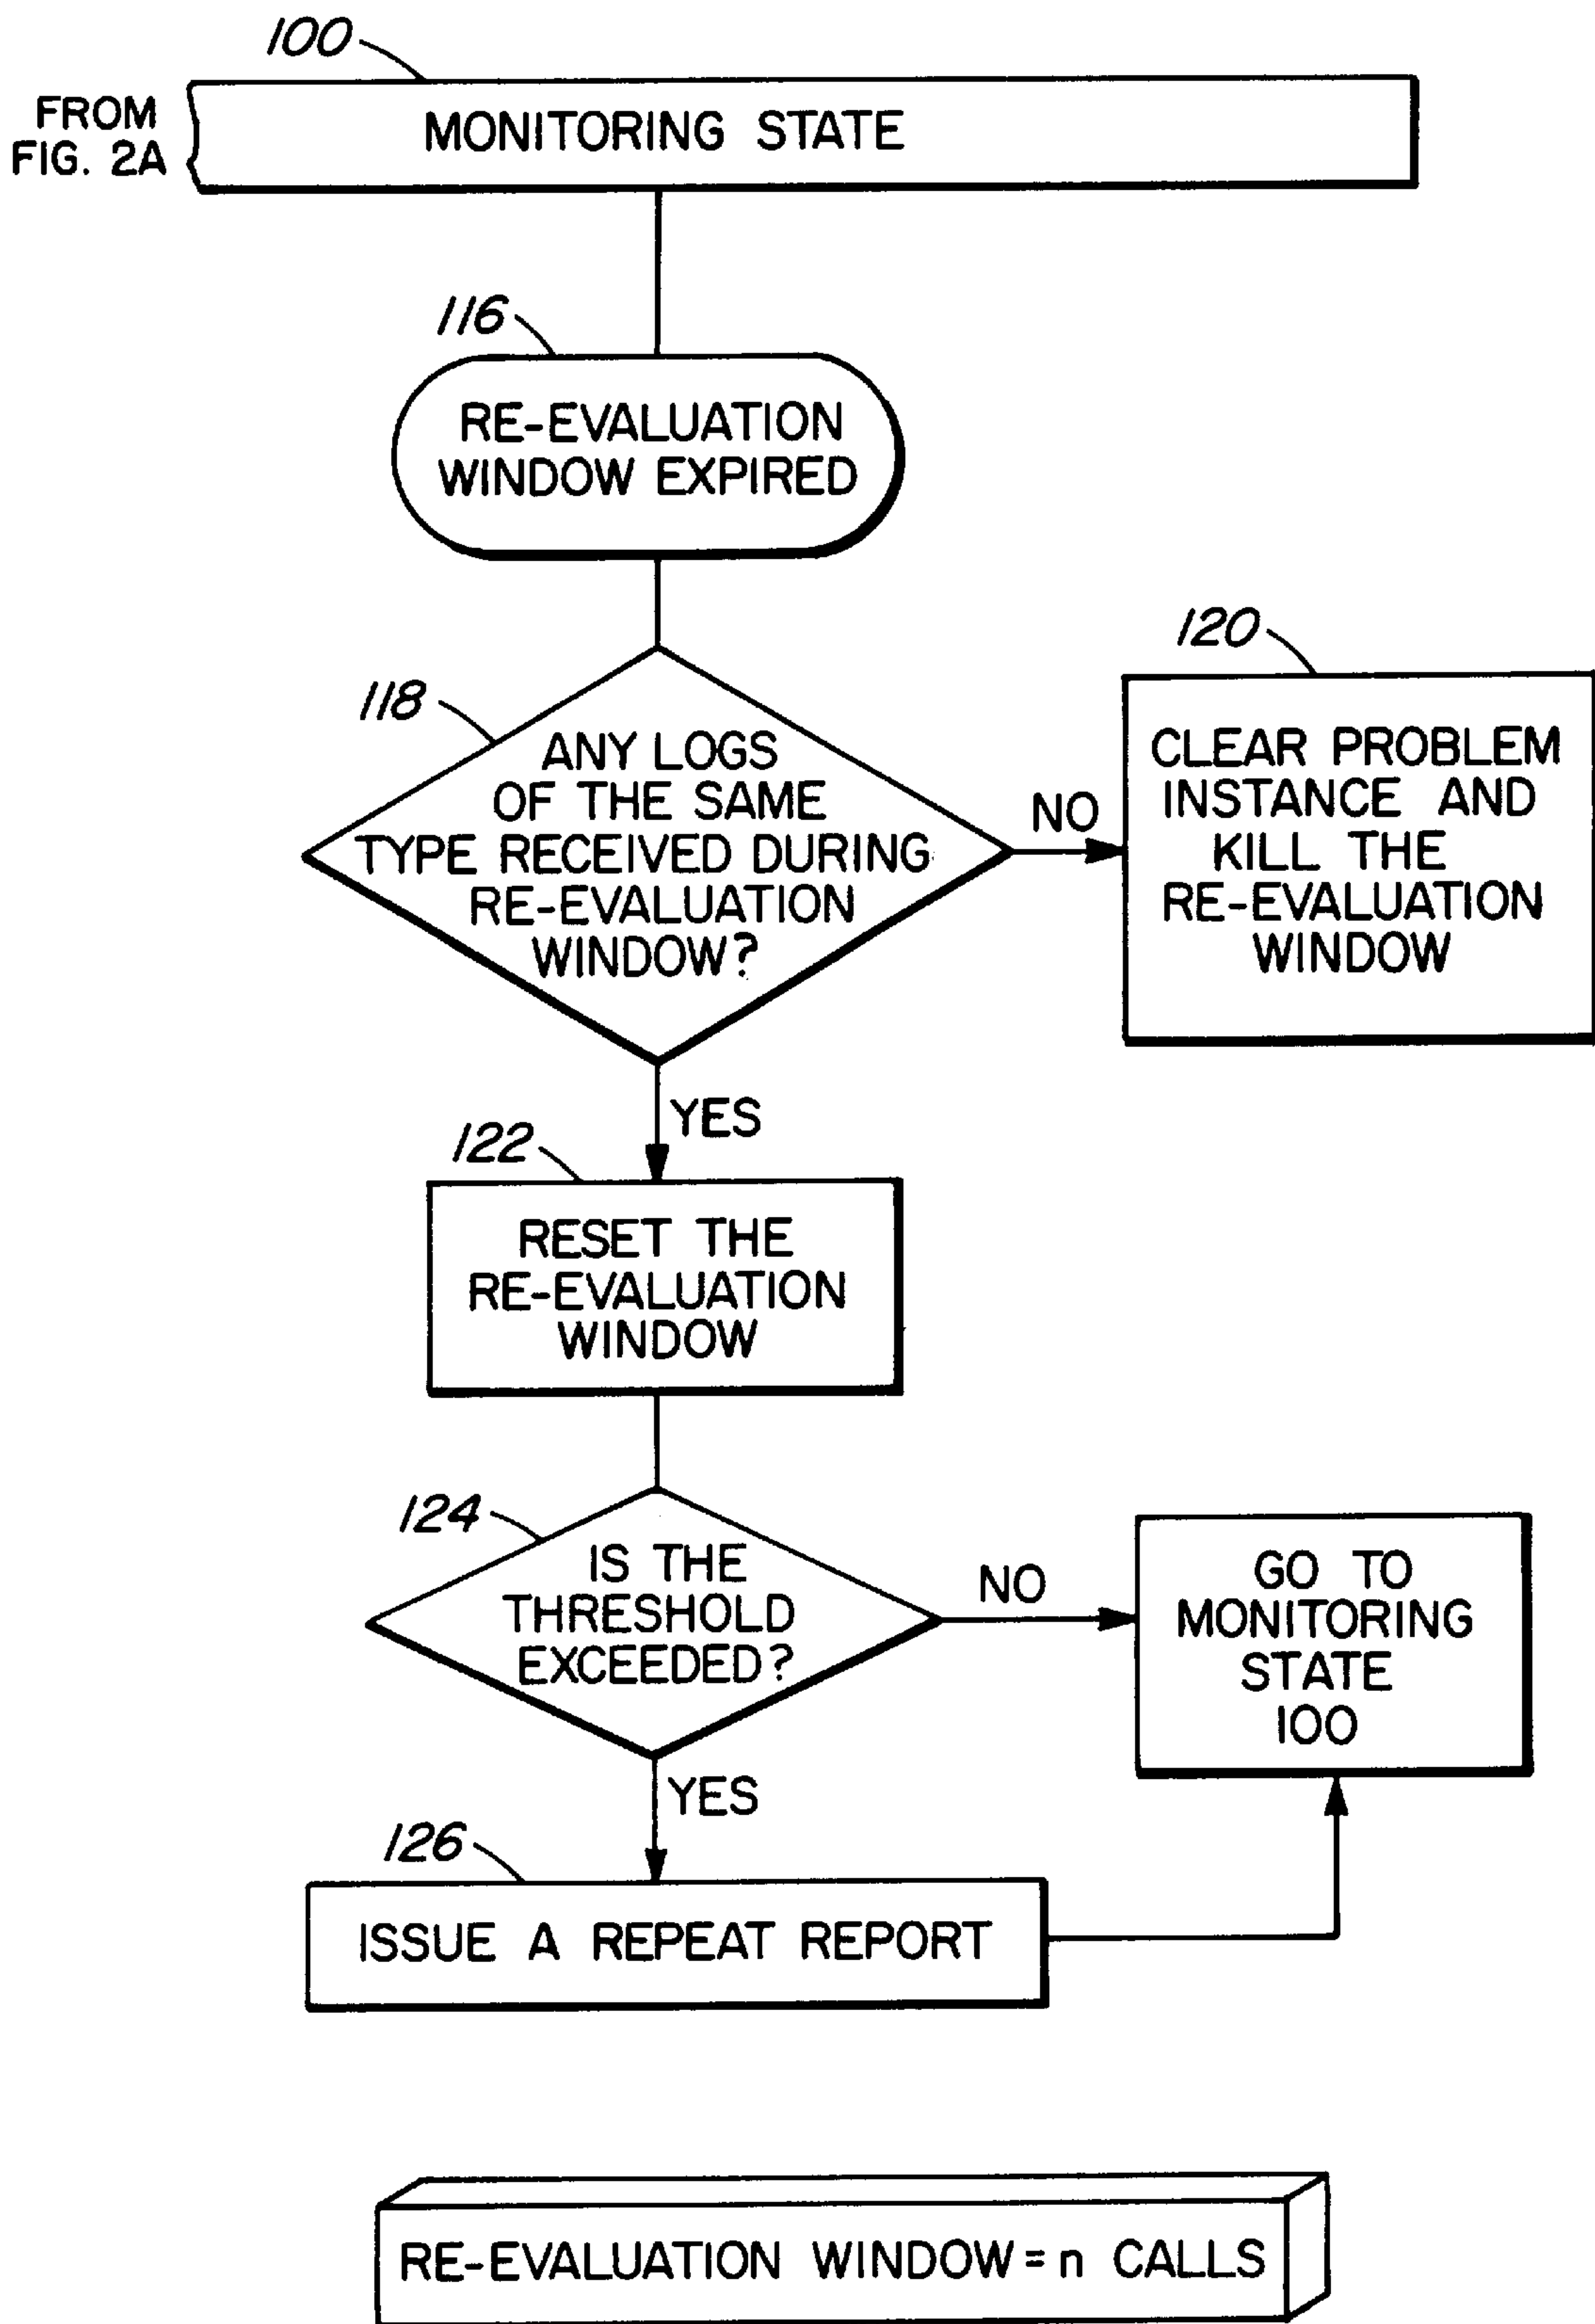 100
FROM
FIG. 2A
MONITORING STATE
116
RE-EVALUATION
WINDOW EXPIRED
118
ANY LOGS
OF THE SAME
TYPE RECEIVED DURING
RE-EVALUATION
WINDOW?
NO
120
CLEAR PROBLEM
INSTANCE AND
KILL THE
RE-EVALUATION
WINDOW
YES
122
RESET THE
RE-EVALUATION
WINDOW
124
IS THE
THRESHOLD
EXCEEDED?
NO
GO TO
MONITORING
STATE
100
YES
126
ISSUE A REPEAT REPORT
RE-EVALUATION WINDOW = n CALLS